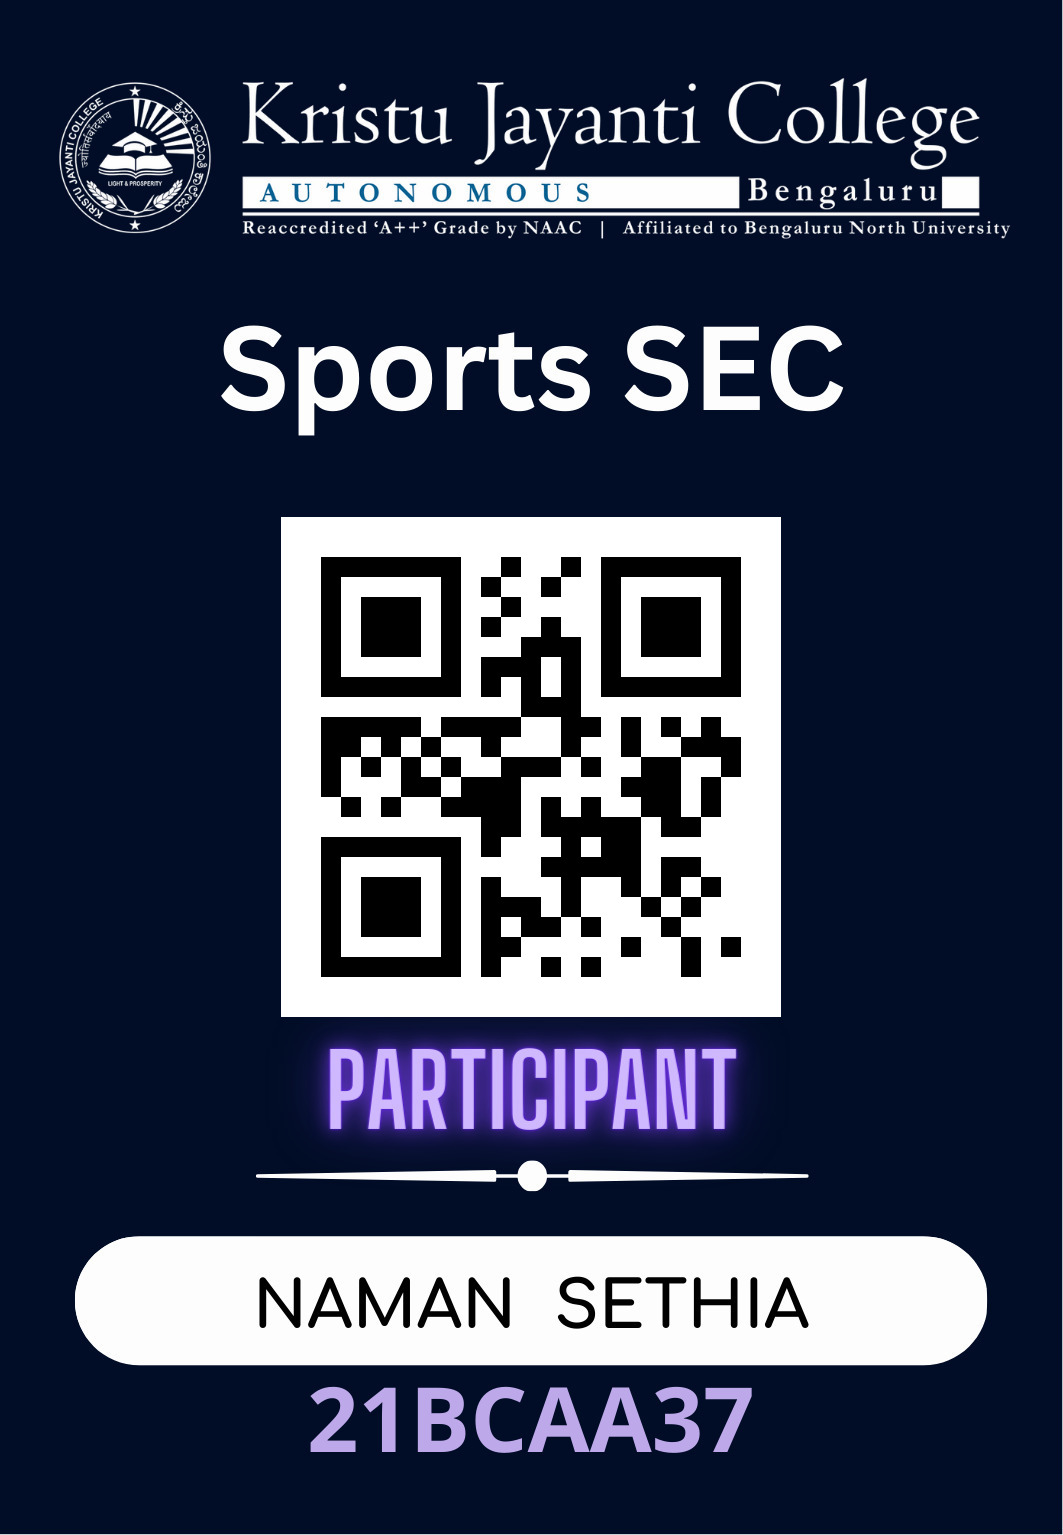 Kristu Jayanti College
AUTONOMOUS Bengaluru
Reaccredited ‘A++’ Grade by NAAC | Affiliated to Bengaluru North University
KRISTU JAYANTI COLLEGE
LIGHT & PROSPERITY
Sports SEC
PARTICIPANT
NAMAN SETHIA
21BCAA37